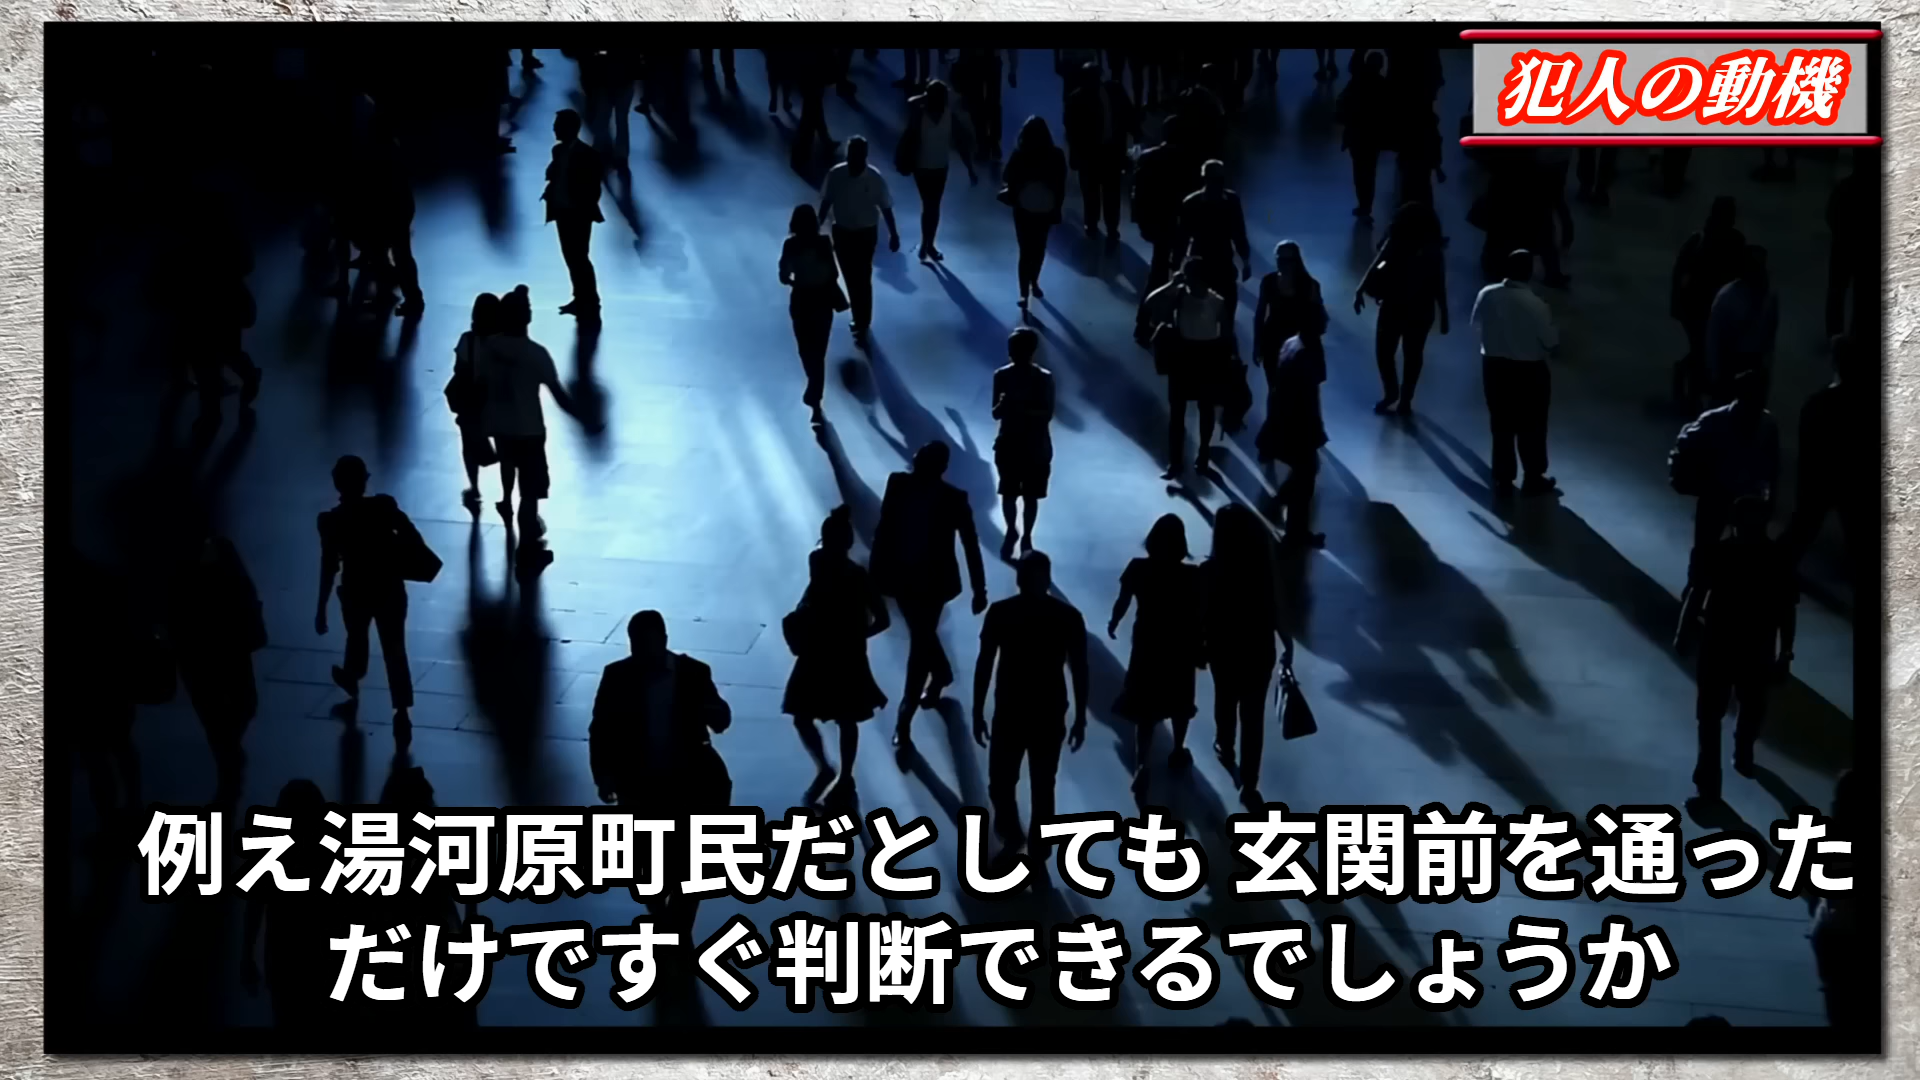 犯人の動機
例え湯河原町民だとしても 玄関前を通った
だけですぐ判断できるでしょうか